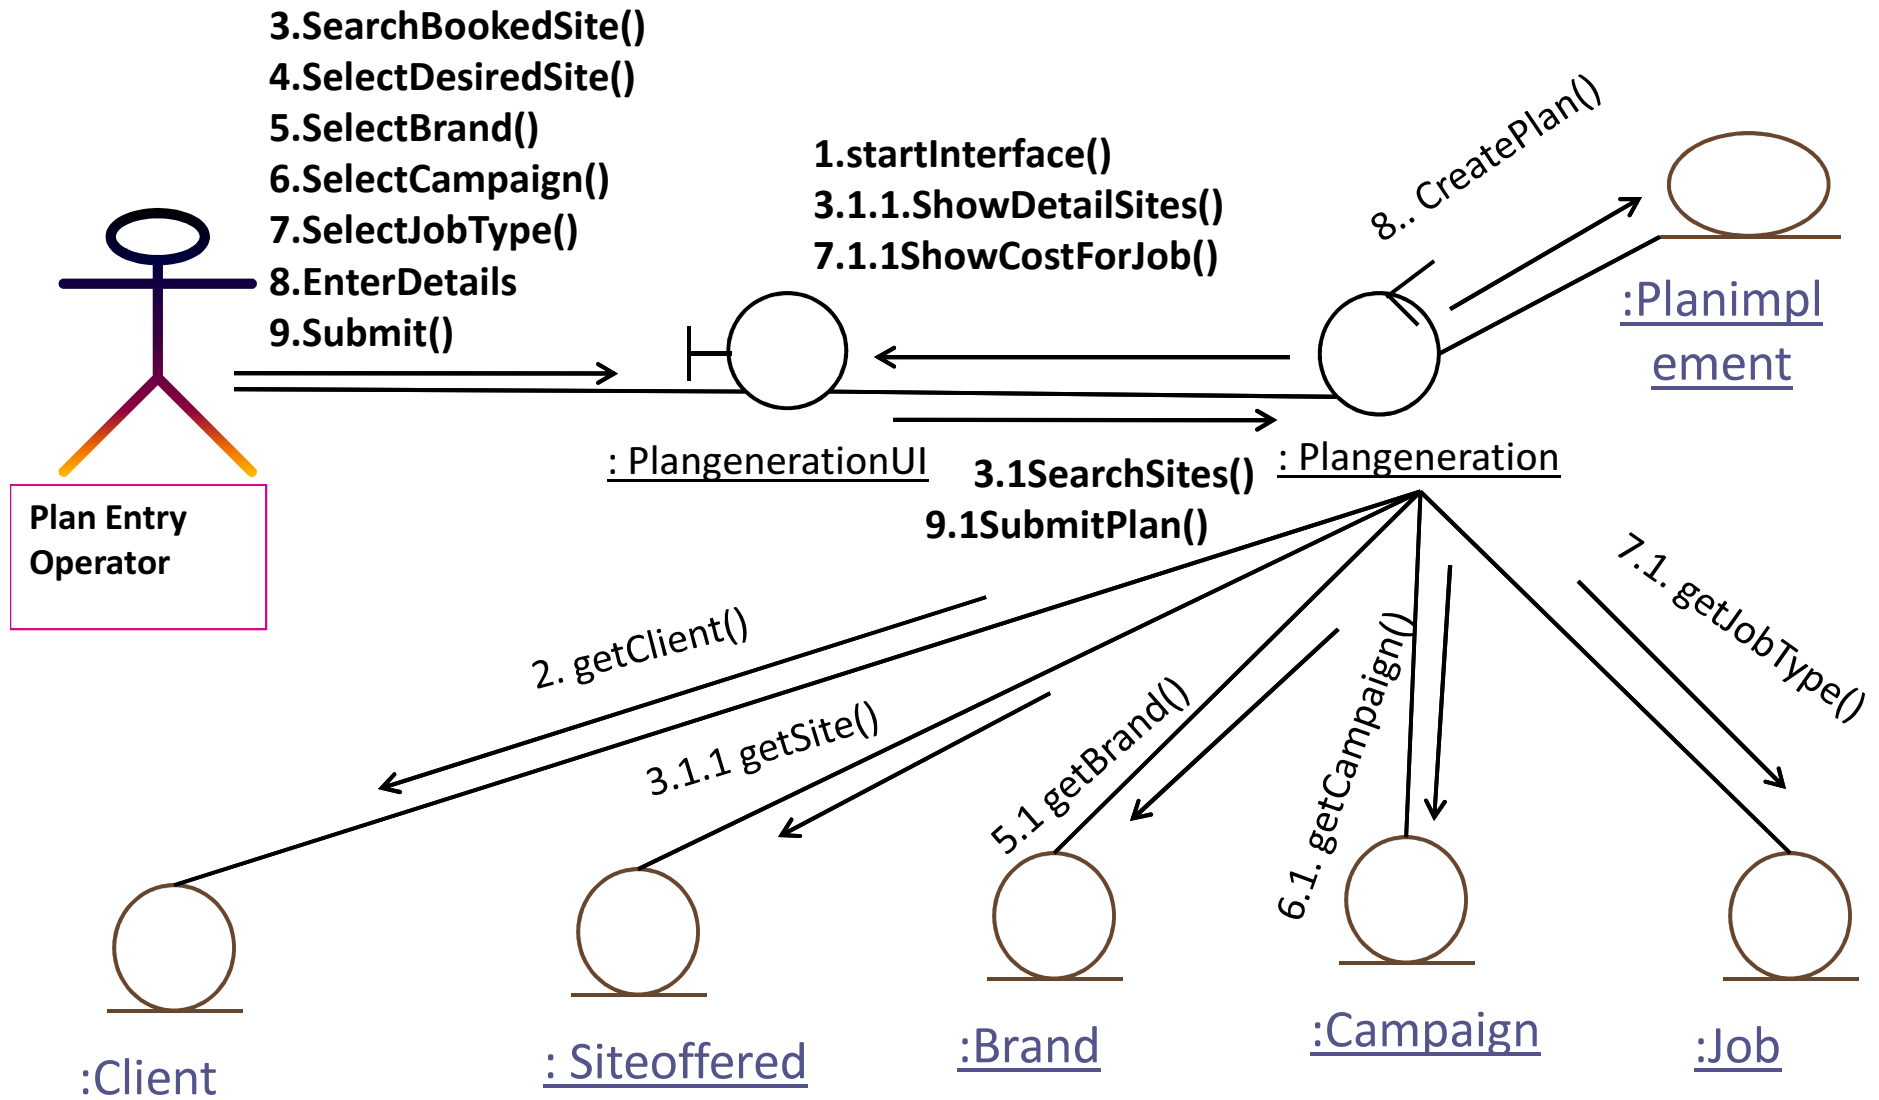 3.SearchBookedSite()
4.SelectDesiredSite()
5.SelectBrand()
6.SelectCampaign()
7.SelectJobType()
8.EnterDetails
9.Submit()
1.startInterface()
3.1.1.ShowDetailSites()
7.1.1ShowCostForJob()
8.. CreatePlan()
:Planimpl
ement
: PlangenerationUI
3.1SearchSites()
9.1SubmitPlan()
: Plangeneration
Plan Entry
Operator
2. getClient()
3.1.1 getSite()
5.1 getBrand()
6.1. getCampaign()
7.1. getJobType()
:Client
: Siteoffered
:Brand
:Campaign
:Job